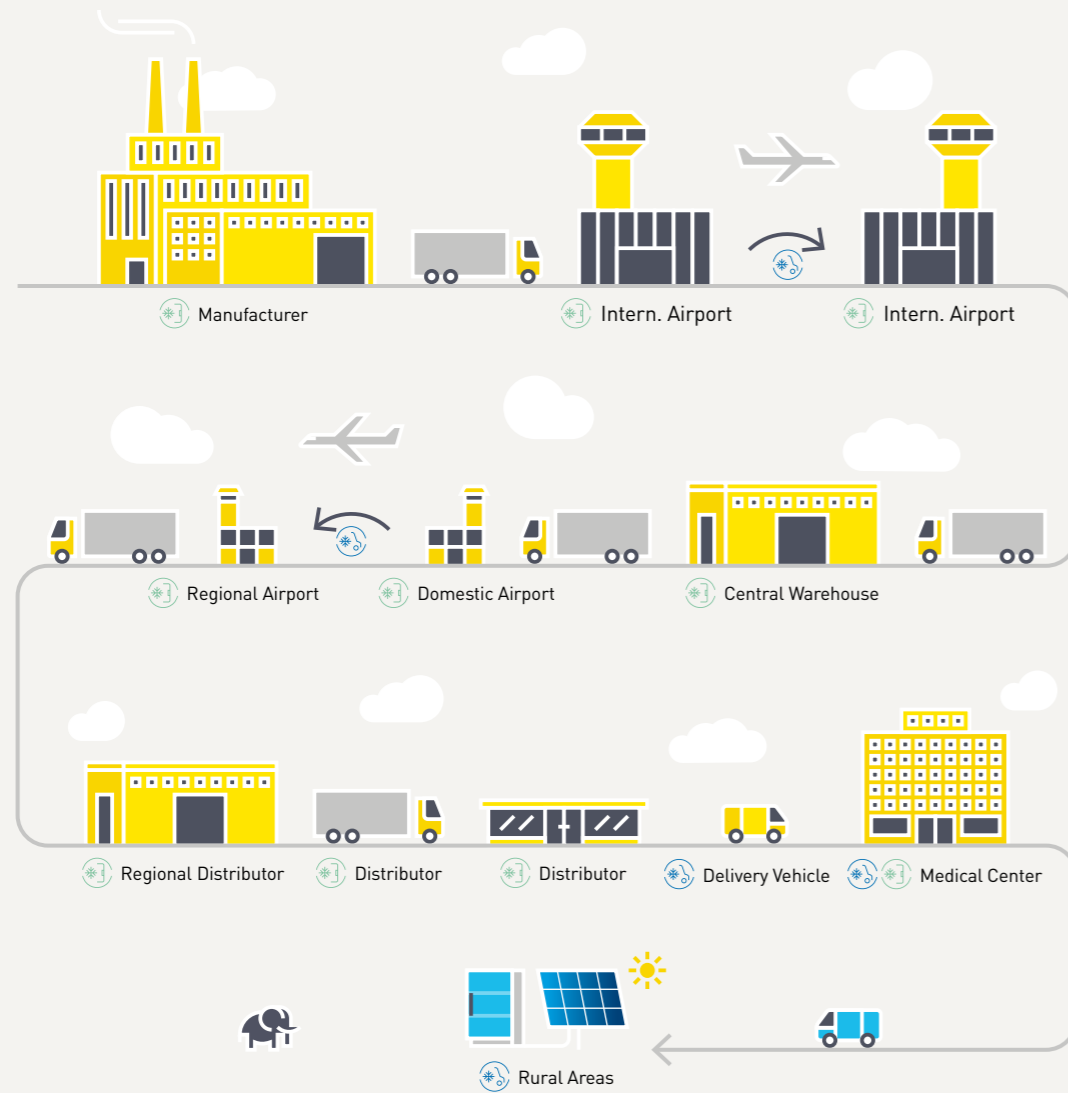 Manufacturer
Intern. Airport
Intern. Airport
Regional Airport
Domestic Airport
Central Warehouse
Regional Distributor
Distributor
Distributor
Delivery Vehicle
Medical Center
Rural Areas